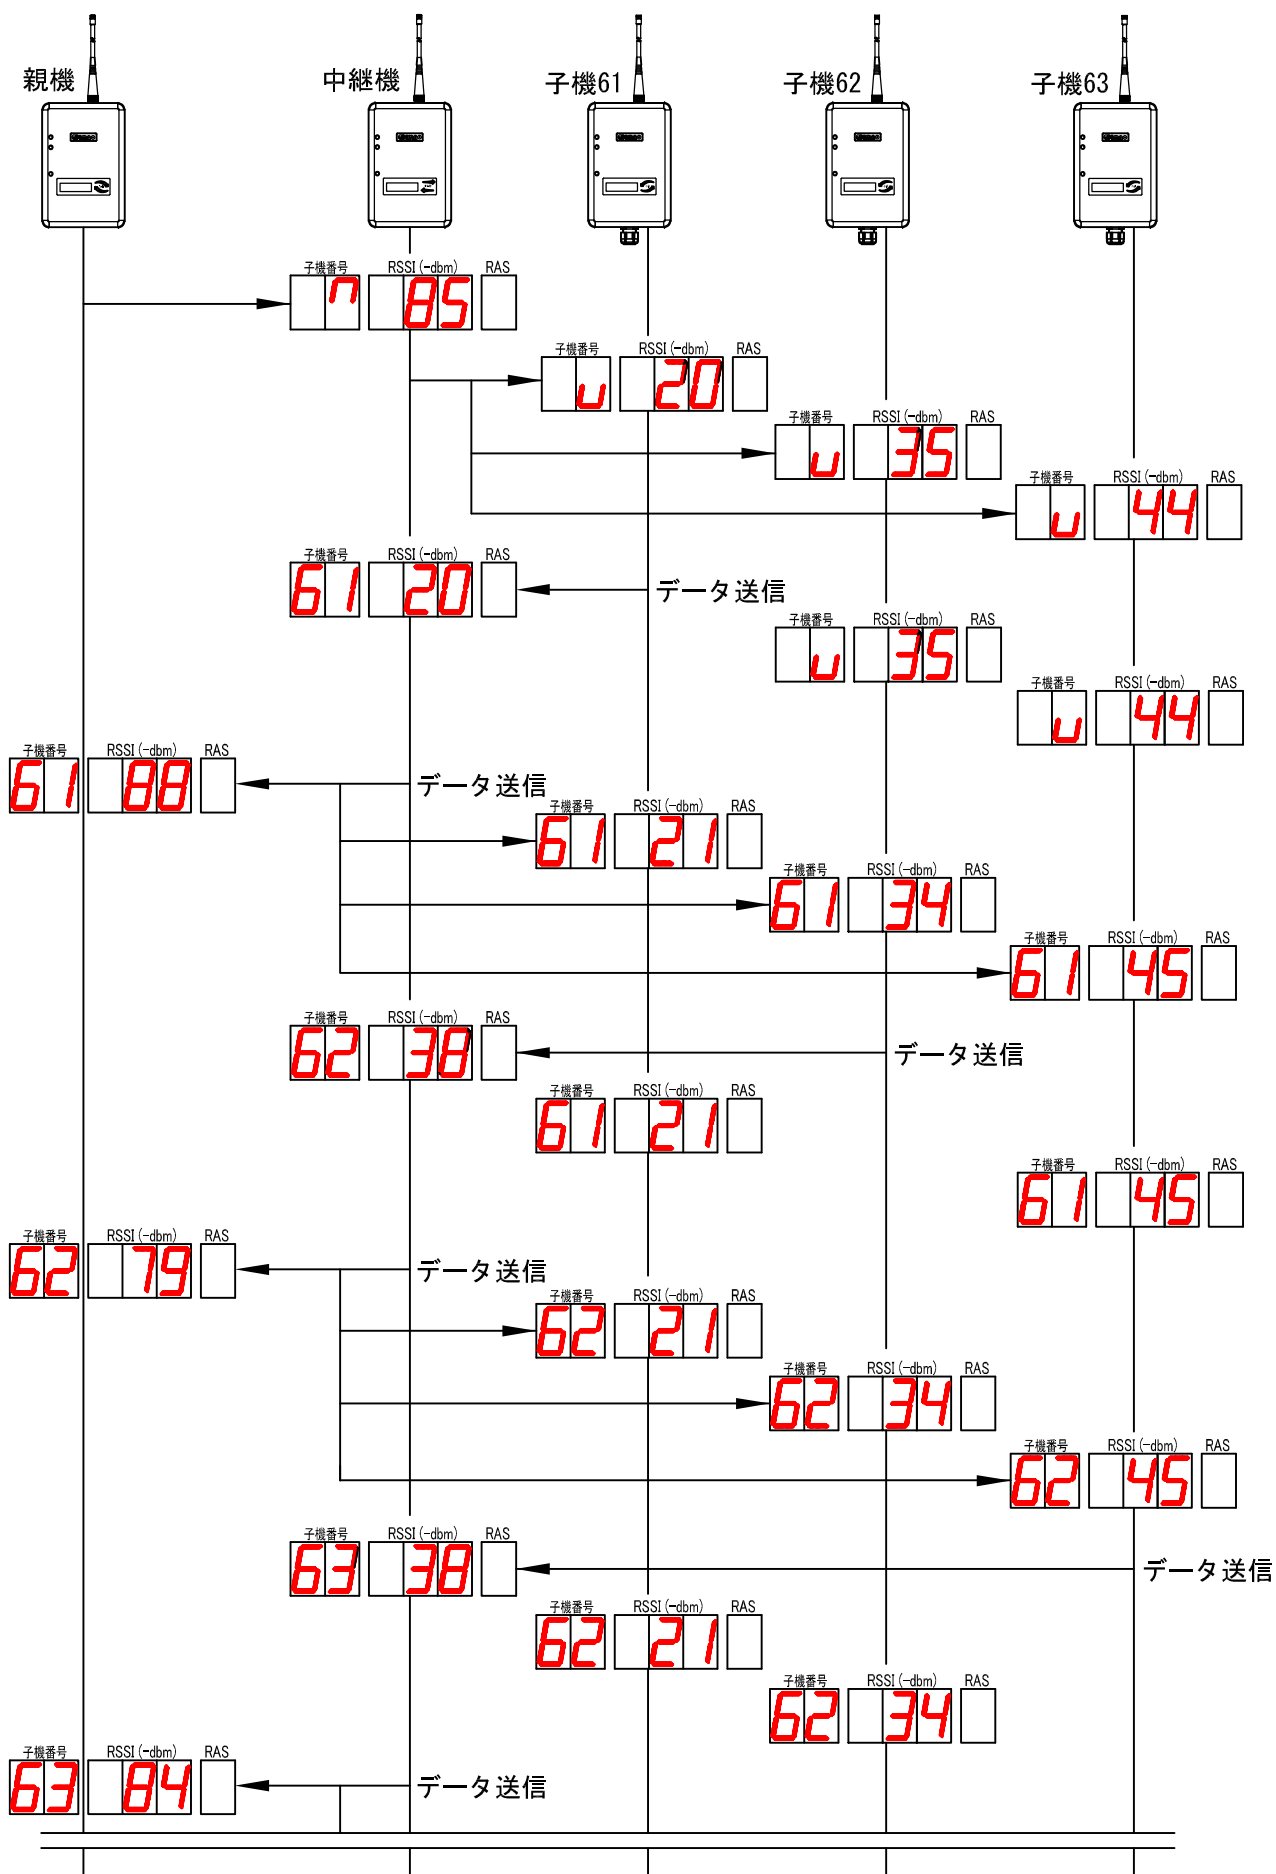 親機 中継機 子機61 子機62 子機63
子機番号 RSSI(-dbm) RAS
n 85
子機番号 RSSI(-dbm) RAS
u 20
子機番号 RSSI(-dbm) RAS
u 35
子機番号 RSSI(-dbm) RAS
u 44
子機番号 RSSI(-dbm) RAS
61 20 データ送信
子機番号 RSSI(-dbm) RAS
u 35
子機番号 RSSI(-dbm) RAS
u 44
子機番号 RSSI(-dbm) RAS
61 88 データ送信
子機番号 RSSI(-dbm) RAS
61 21
子機番号 RSSI(-dbm) RAS
61 34
子機番号 RSSI(-dbm) RAS
61 45
子機番号 RSSI(-dbm) RAS
62 38 データ送信
子機番号 RSSI(-dbm) RAS
61 21
子機番号 RSSI(-dbm) RAS
61 45
子機番号 RSSI(-dbm) RAS
62 79 データ送信
子機番号 RSSI(-dbm) RAS
62 21
子機番号 RSSI(-dbm) RAS
62 34
子機番号 RSSI(-dbm) RAS
62 45
子機番号 RSSI(-dbm) RAS
63 38 データ送信
子機番号 RSSI(-dbm) RAS
62 21
子機番号 RSSI(-dbm) RAS
62 34
子機番号 RSSI(-dbm) RAS
63 84 データ送信